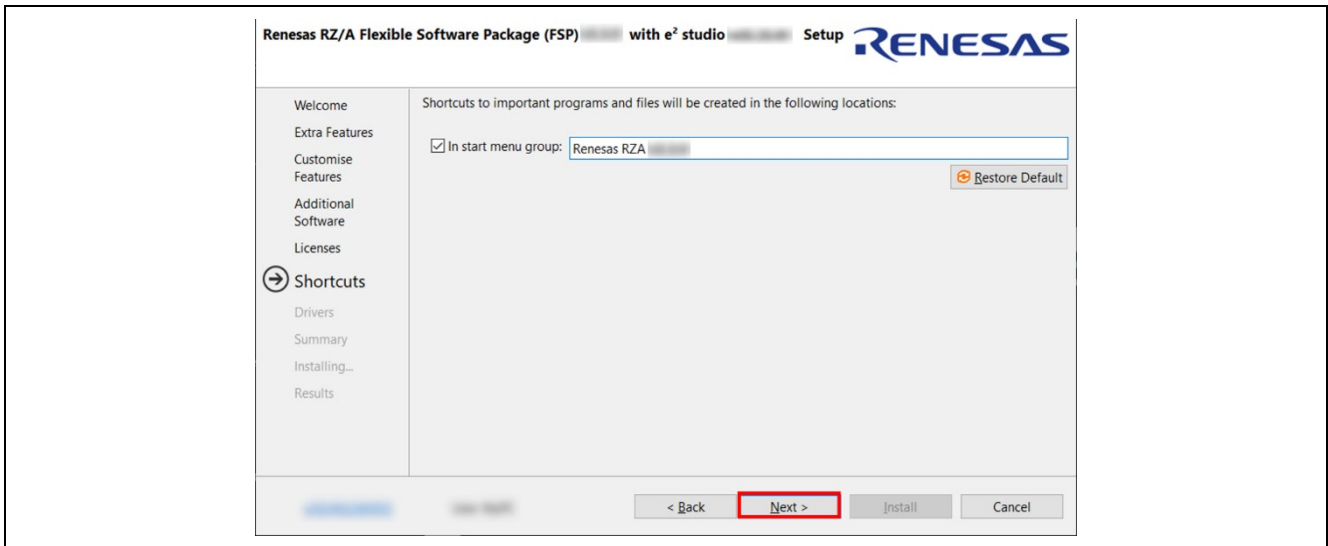 Renesas RZ/A Flexible Software Package (FSP) with e² studio Setup
RENESAS
Welcome
Extra Features
Customise
Features
Additional
Software
Licenses
Shortcuts
Drivers
Summary
Installing...
Results
Shortcuts to important programs and files will be created in the following locations:
In start menu group: Renesas RZA
Restore Default
< Back Next > Install Cancel